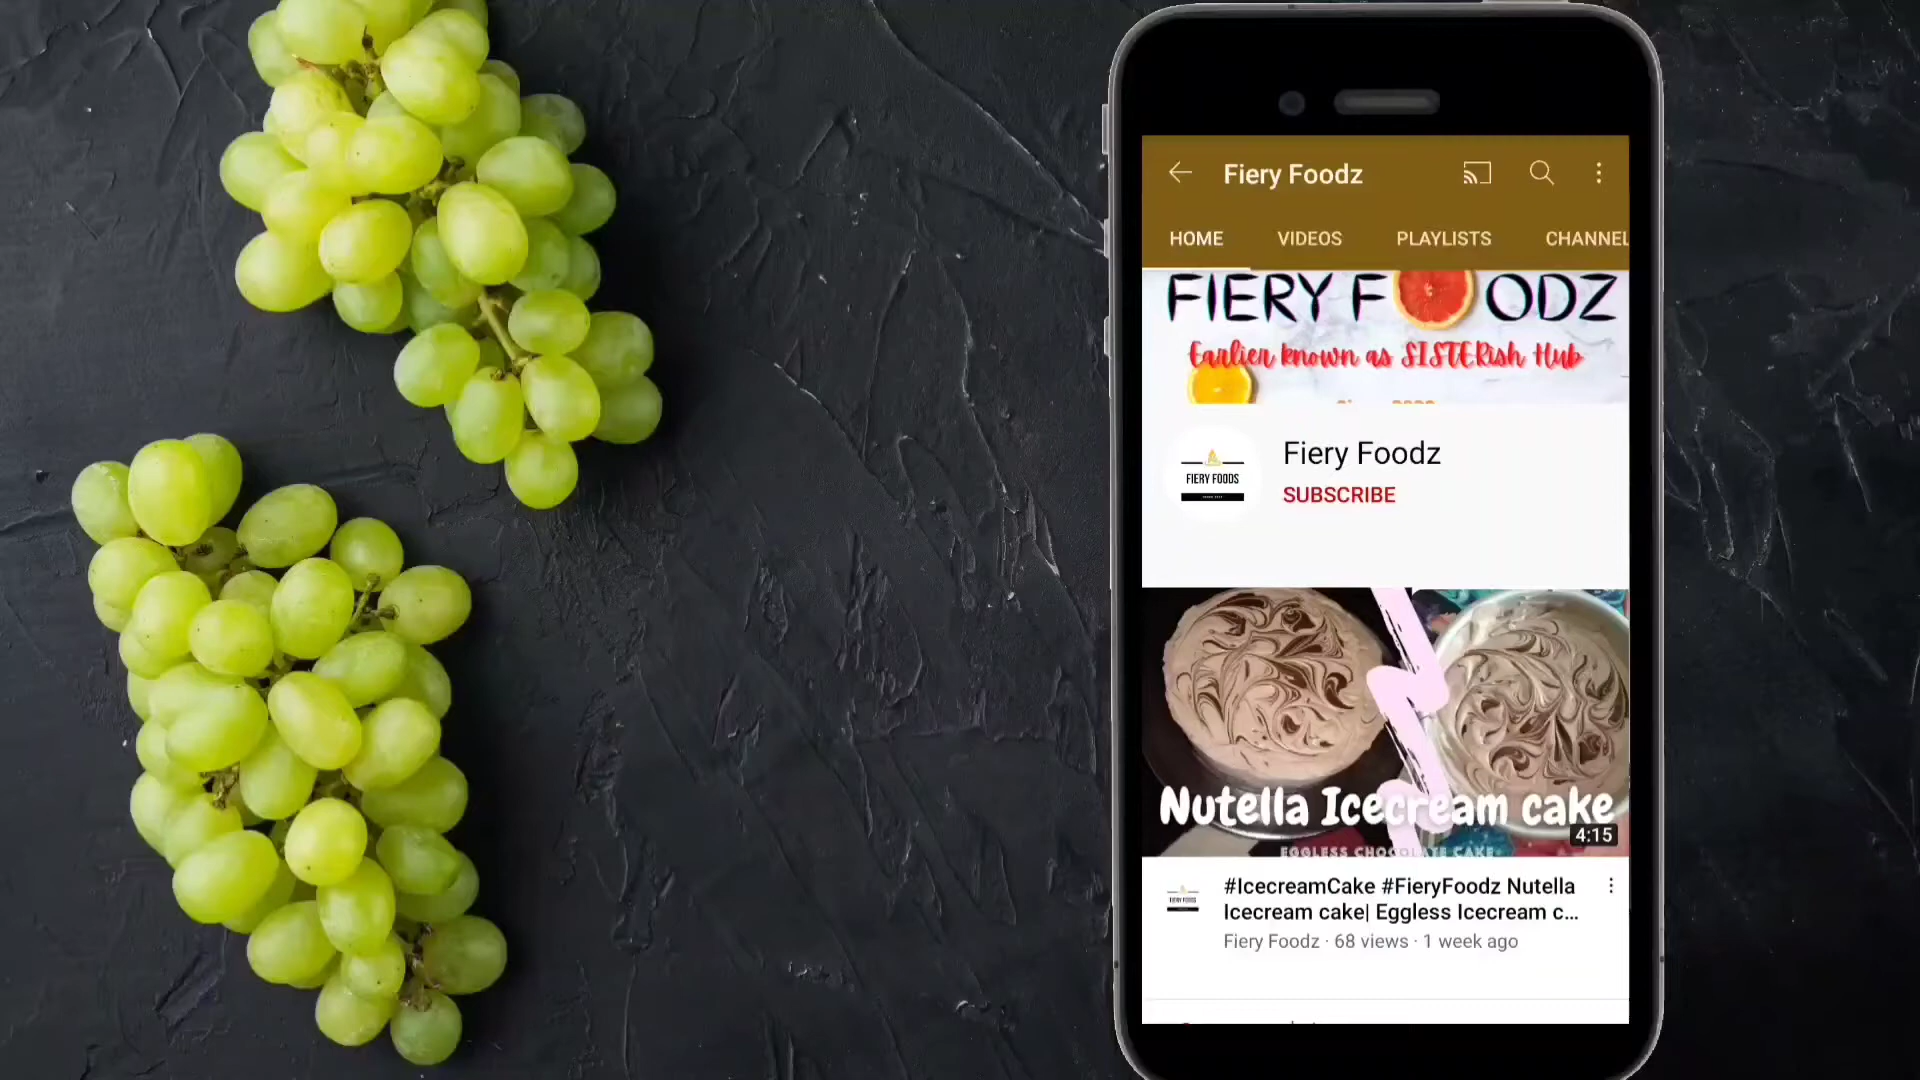 Fiery Foodz
HOME VIDEOS PLAYLISTS CHANNEL
FIERY FOODZ
Earlier known as SISTERish Hub
Fiery Foodz
FIERY FOODS
SUBSCRIBE
Nutella Icecream cake
4:15
EGGLESS CHOCOLATE CAKE
#IcecreamCake #FieryFoodz Nutella
Icecream cake| Eggless Icecream c...
Fiery Foodz · 68 views · 1 week ago